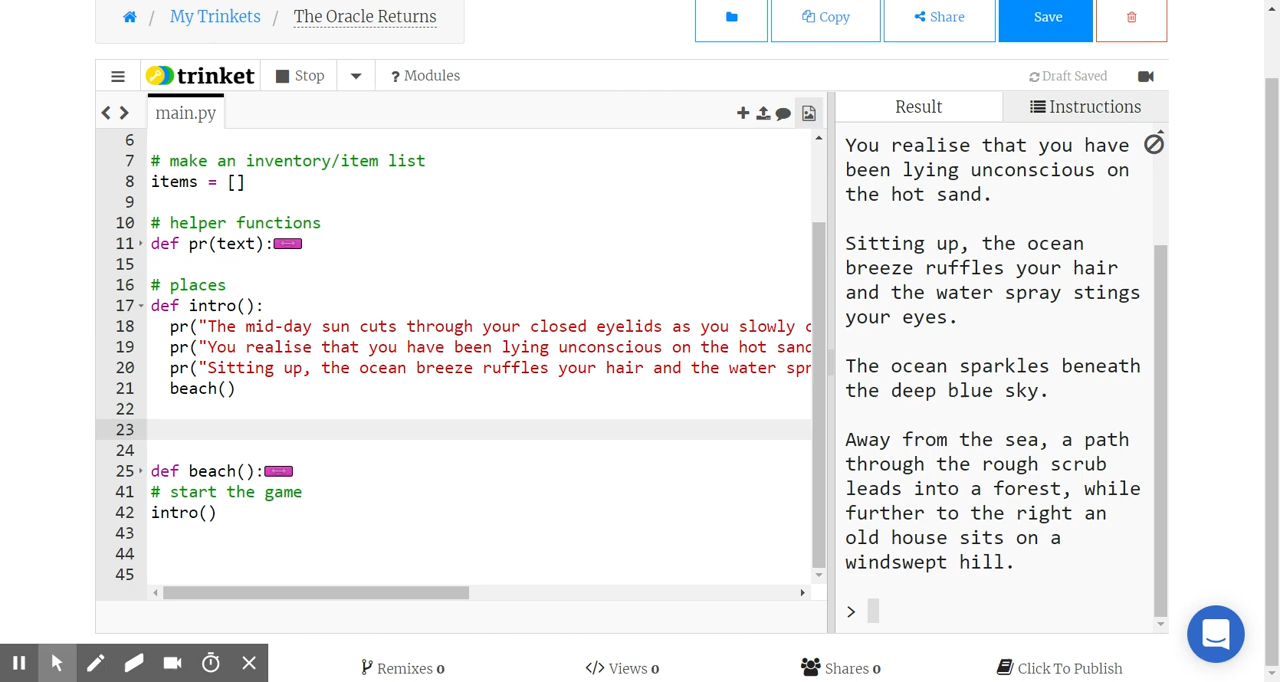 My Trinkets / The Oracle Returns
Copy
Share
Save
trinket
Stop
? Modules
Draft Saved
main.py
Result
Instructions
6
7 # make an inventory/item list
8 items = []
9
10 # helper functions
11 def pr(text):
15
16 # places
17 def intro():
18 pr("The mid-day sun cuts through your closed eyelids as you slowly
19 pr("You realise that you have been lying unconscious on the hot sand
20 pr("Sitting up, the ocean breeze ruffles your hair and the water spr
21 beach()
22
23
24
25 def beach():
41 # start the game
42 intro()
43
44
45
You realise that you have
been lying unconscious on
the hot sand.
Sitting up, the ocean
breeze ruffles your hair
and the water spray stings
your eyes.
The ocean sparkles beneath
the deep blue sky.
Away from the sea, a path
through the rough scrub
leads into a forest, while
further to the right an
old house sits on a
windswept hill.
>
Remixes 0
</> Views 0
Shares 0
Click To Publish